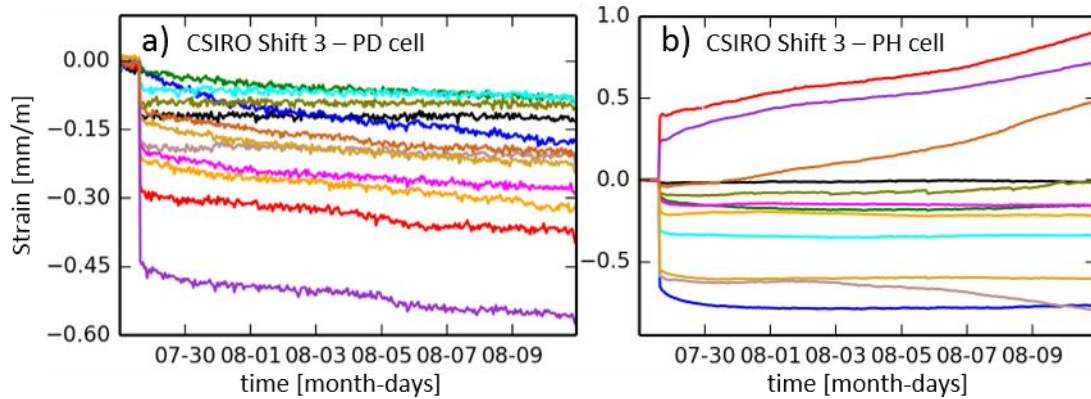 a) CSIRO Shift 3 – PD cell
Strain [mm/m]
0.00
−0.15
−0.30
−0.45
−0.60
07-30 08-01 08-03 08-05 08-07 08-09
time [month-days]
b) CSIRO Shift 3 – PH cell
1.0
0.5
0.0
−0.5
07-30 08-01 08-03 08-05 08-07 08-09
time [month-days]